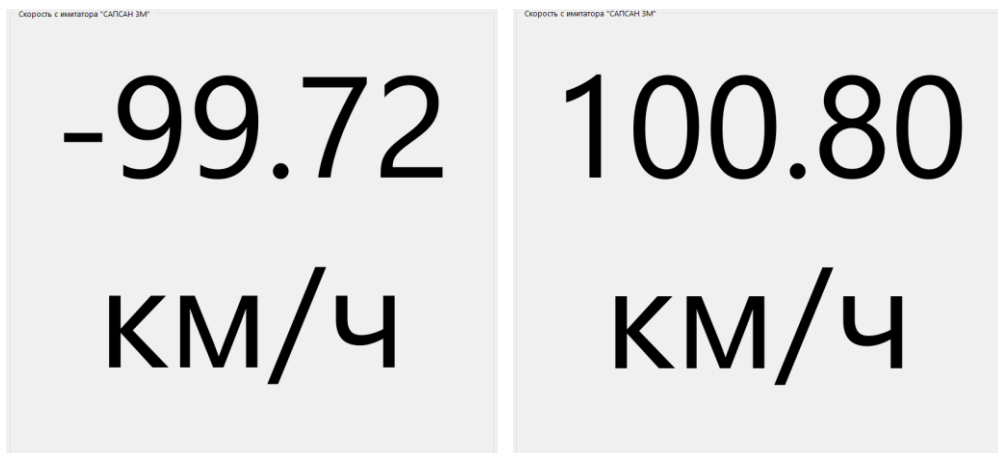 Скорость с имитатора "САПСАН 3М"
-99.72
км/ч
Скорость с имитатора "САПСАН 3М"
100.80
км/ч